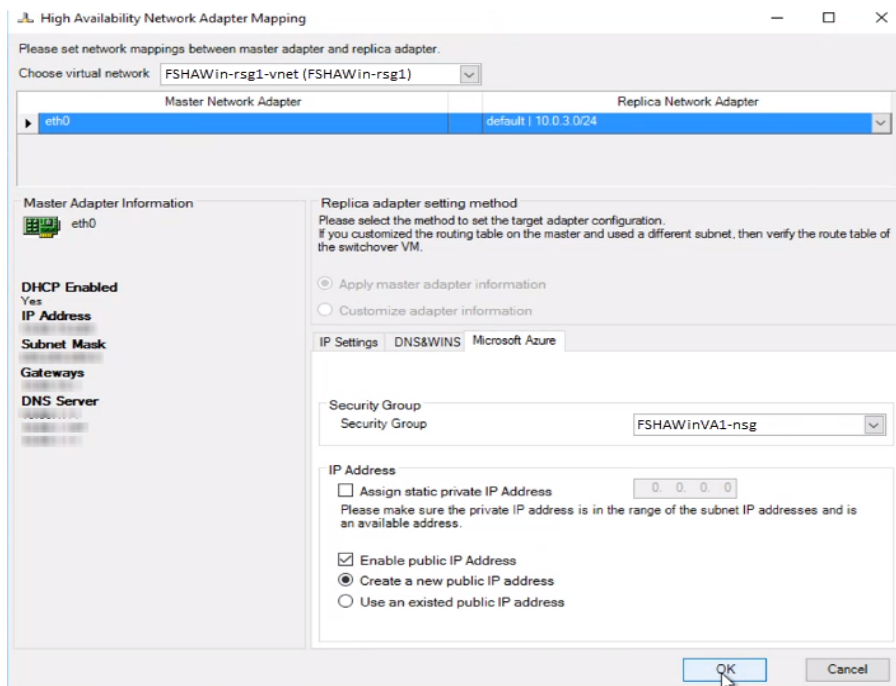 High Availability Network Adapter Mapping
Please set network mappings between master adapter and replica adapter.
Choose virtual network FSHAWin-rsg1-vnet (FSHAWin-rsg1)
Master Network Adapter Replica Network Adapter
eth0 default | 10.0.3.0/24
Master Adapter Information
eth0
DHCP Enabled
Yes
IP Address
Subnet Mask
Gateways
DNS Server
Replica adapter setting method
Please select the method to set the target adapter configuration.
If you customized the routing table on the master and used a different subnet, then verify the route table of
the switchover VM.
Apply master adapter information
Customize adapter information
IP Settings DNS&WINS Microsoft Azure
Security Group
Security Group FSHAWinVA1-nsg
IP Address
Assign static private IP Address 0. 0. 0. 0
Please make sure the private IP address is in the range of the subnet IP addresses and is
an available address.
Enable public IP Address
Create a new public IP address
Use an existed public IP address
OK Cancel